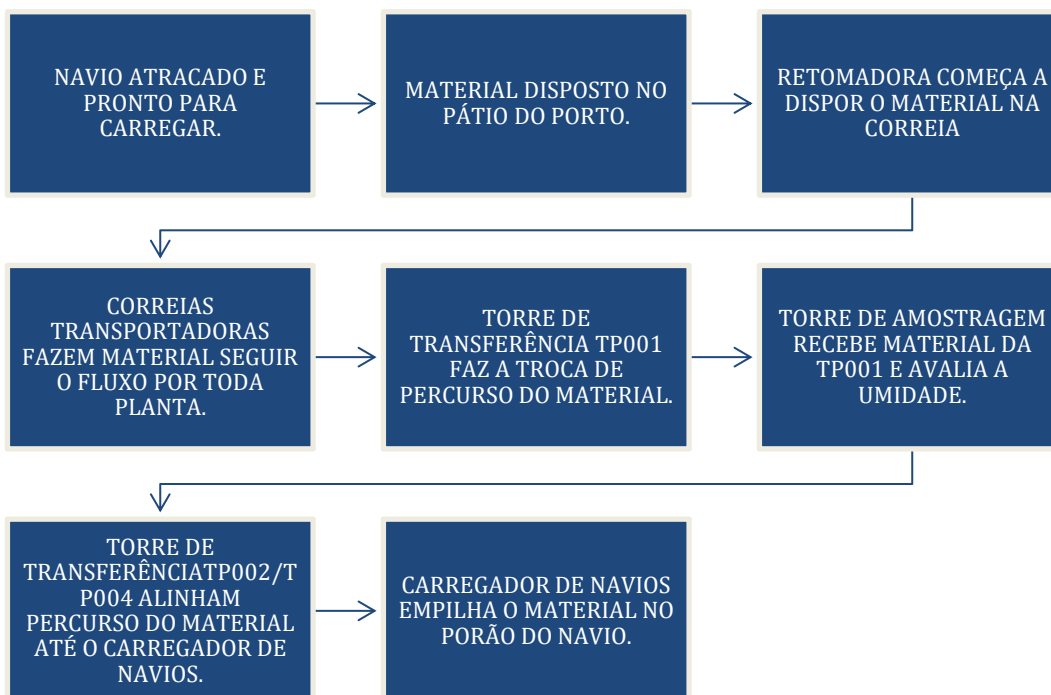 NAVIO ATRACADO E
PRONTO PARA
CARREGAR.
MATERIAL DISPOSTO NO
PÁTIO DO PORTO.
RETOMADORA COMEÇA A
DISPOR O MATERIAL NA
CORREIA
CORREIAS
TRANSPORTADORAS
FAZEM MATERIAL SEGUIR
O FLUXO POR TODA
PLANTA.
TORRE DE
TRANSFERÊNCIA TP001
FAZ A TROCA DE
PERCURSO DO MATERIAL.
TORRE DE AMOSTRAGEM
RECEBE MATERIAL DA
TP001 E AVALIA A
UMIDADE.
TORRE DE
TRANSFERÊNCIATP002/T
P004 ALINHAM
PERCURSO DO MATERIAL
ATÉ O CARREGADOR DE
NAVIOS.
CARREGADOR DE NAVIOS
EMPILHA O MATERIAL NO
PORÃO DO NAVIO.